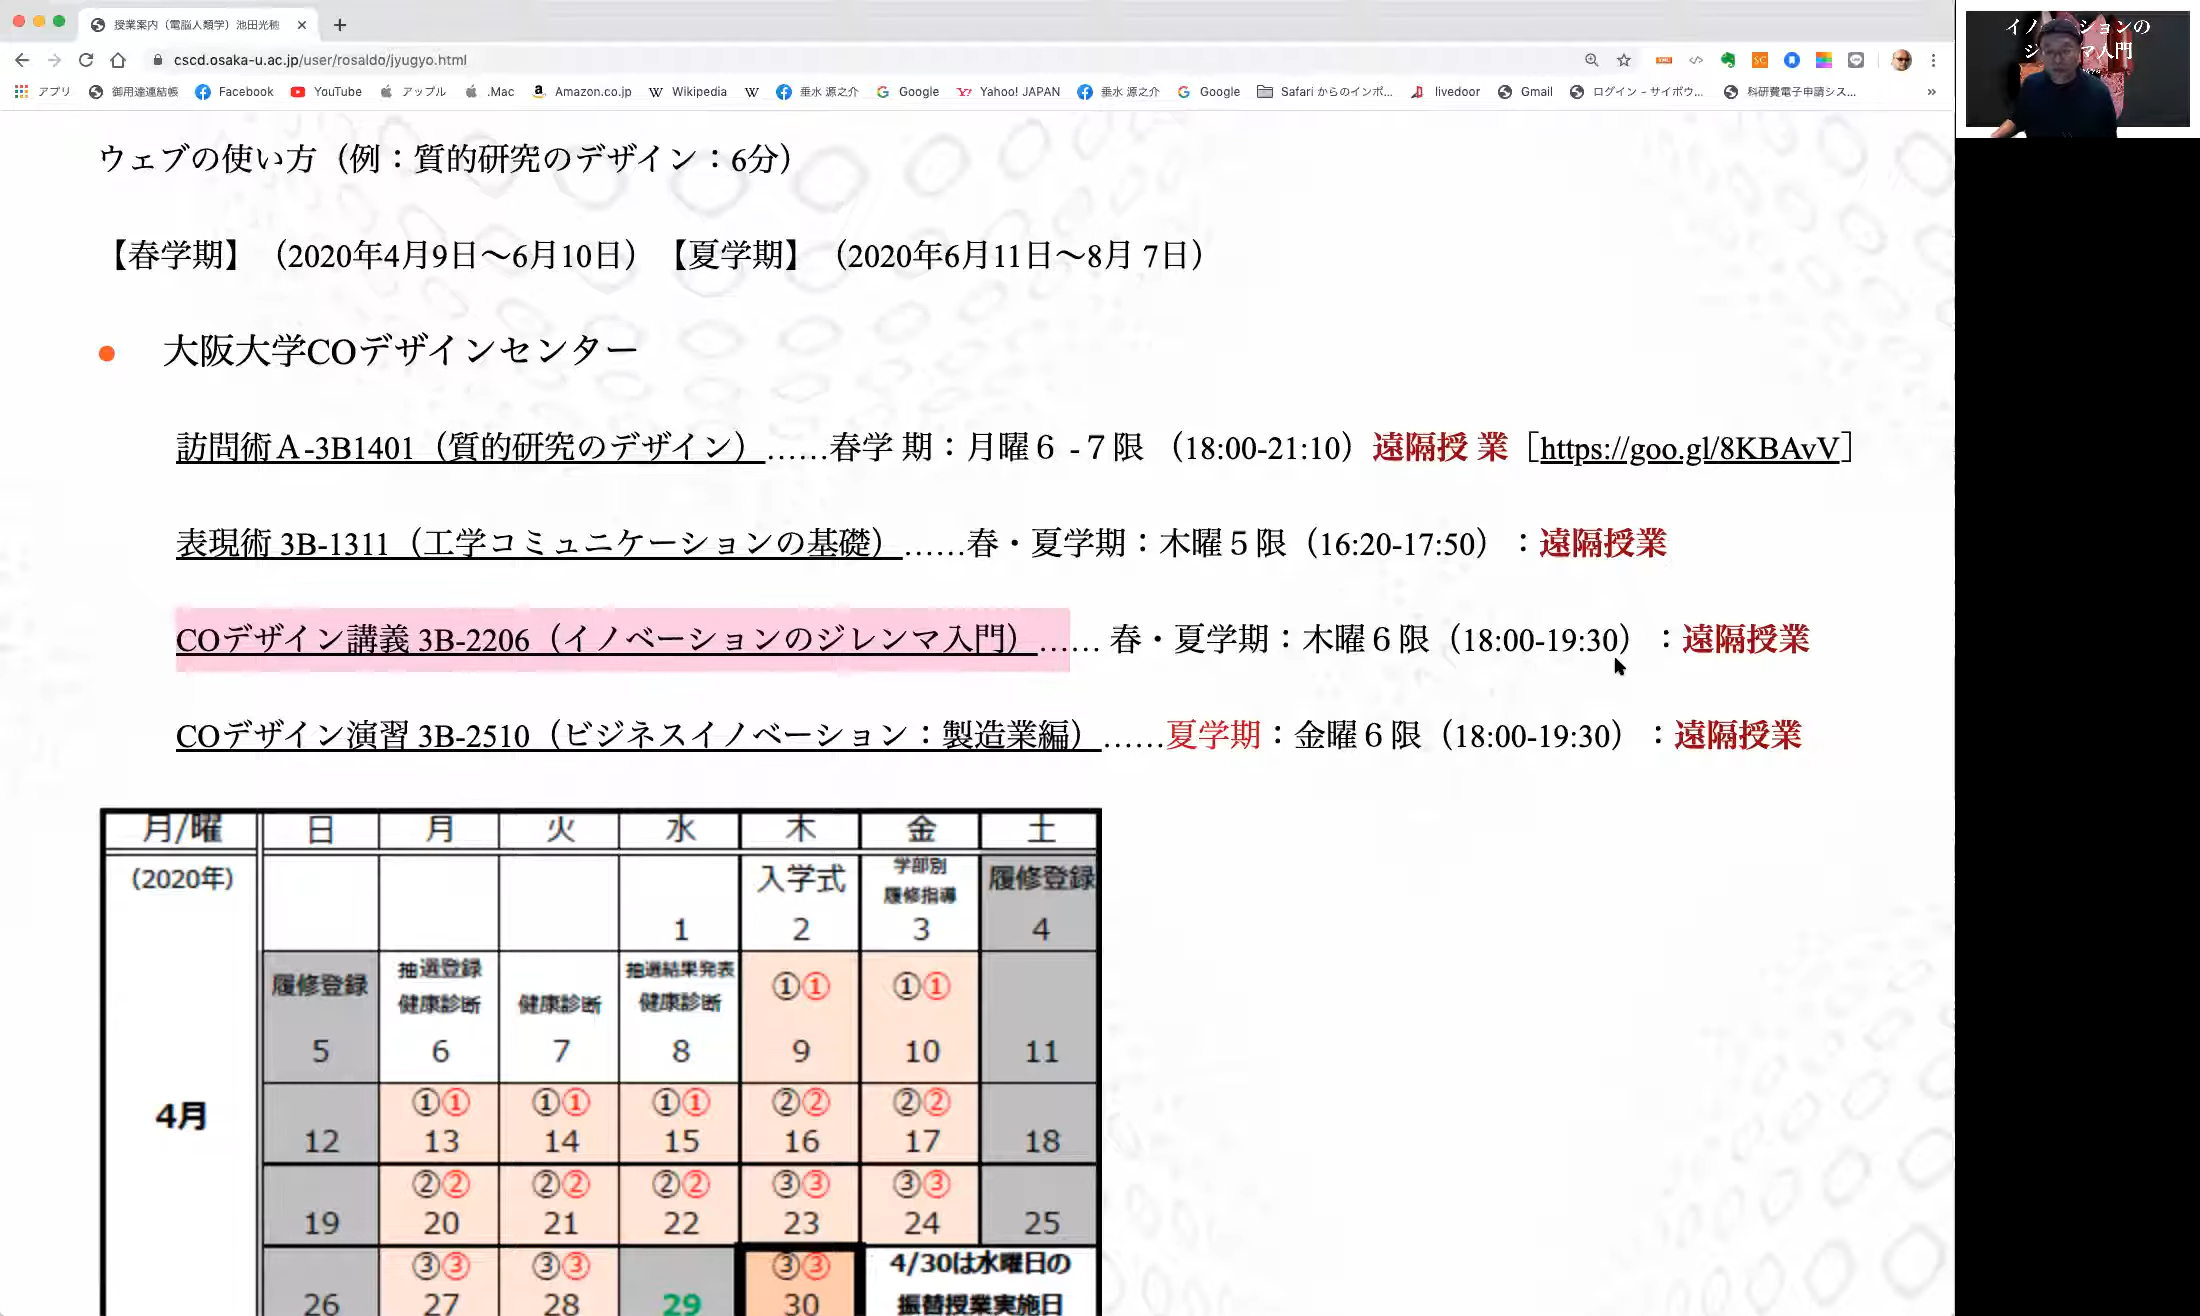 授業案内（電脳人類学）池田光穂
cscd.osaka-u.ac.jp/user/rosaldo/jyugyo.html
アプリ 御用達連結帳 Facebook YouTube アップル .Mac Amazon.co.jp Wikipedia 垂水 源之介 Google Yahoo! JAPAN 垂水 源之介 Google Safari からのインポ... livedoor Gmail ログイン - サイボウ... 科研費電子申請シス... »
イノ ションの
ジ マ入門
ウェブの使い方（例：質的研究のデザイン：6分）
【春学期】（2020年4月9日〜6月10日）【夏学期】（2020年6月11日〜8月 7日）
大阪大学COデザインセンター
訪問術Ａ-3B1401（質的研究のデザイン）......春学 期：月曜６ -７限 （18:00-21:10）遠隔授 業［https://goo.gl/8KBAvV］
表現術 3B-1311（工学コミュニケーションの基礎）......春・夏学期：木曜５限（16:20-17:50）：遠隔授業
COデザイン講義 3B-2206（イノベーションのジレンマ入門）...... 春・夏学期：木曜６限（18:00-19:30）：遠隔授業
COデザイン演習 3B-2510（ビジネスイノベーション：製造業編）......夏学期：金曜６限（18:00-19:30）：遠隔授業
月/曜 日 月 火 水 木 金 土
（2020年） 入学式 学部別 履修登録
履修指導
1 2 3 4
履修登録 抽選登録 健康診断 抽選結果発表 ①① ①①
健康診断 健康診断
5 6 7 8 9 10 11
4月
①① ①① ①① ②② ②②
12 13 14 15 16 17 18
②② ②② ②② ③③ ③③
19 20 21 22 23 24 25
③③ ③③ ③③ 4/30は水曜日の
26 27 28 29 30 振替授業実施日